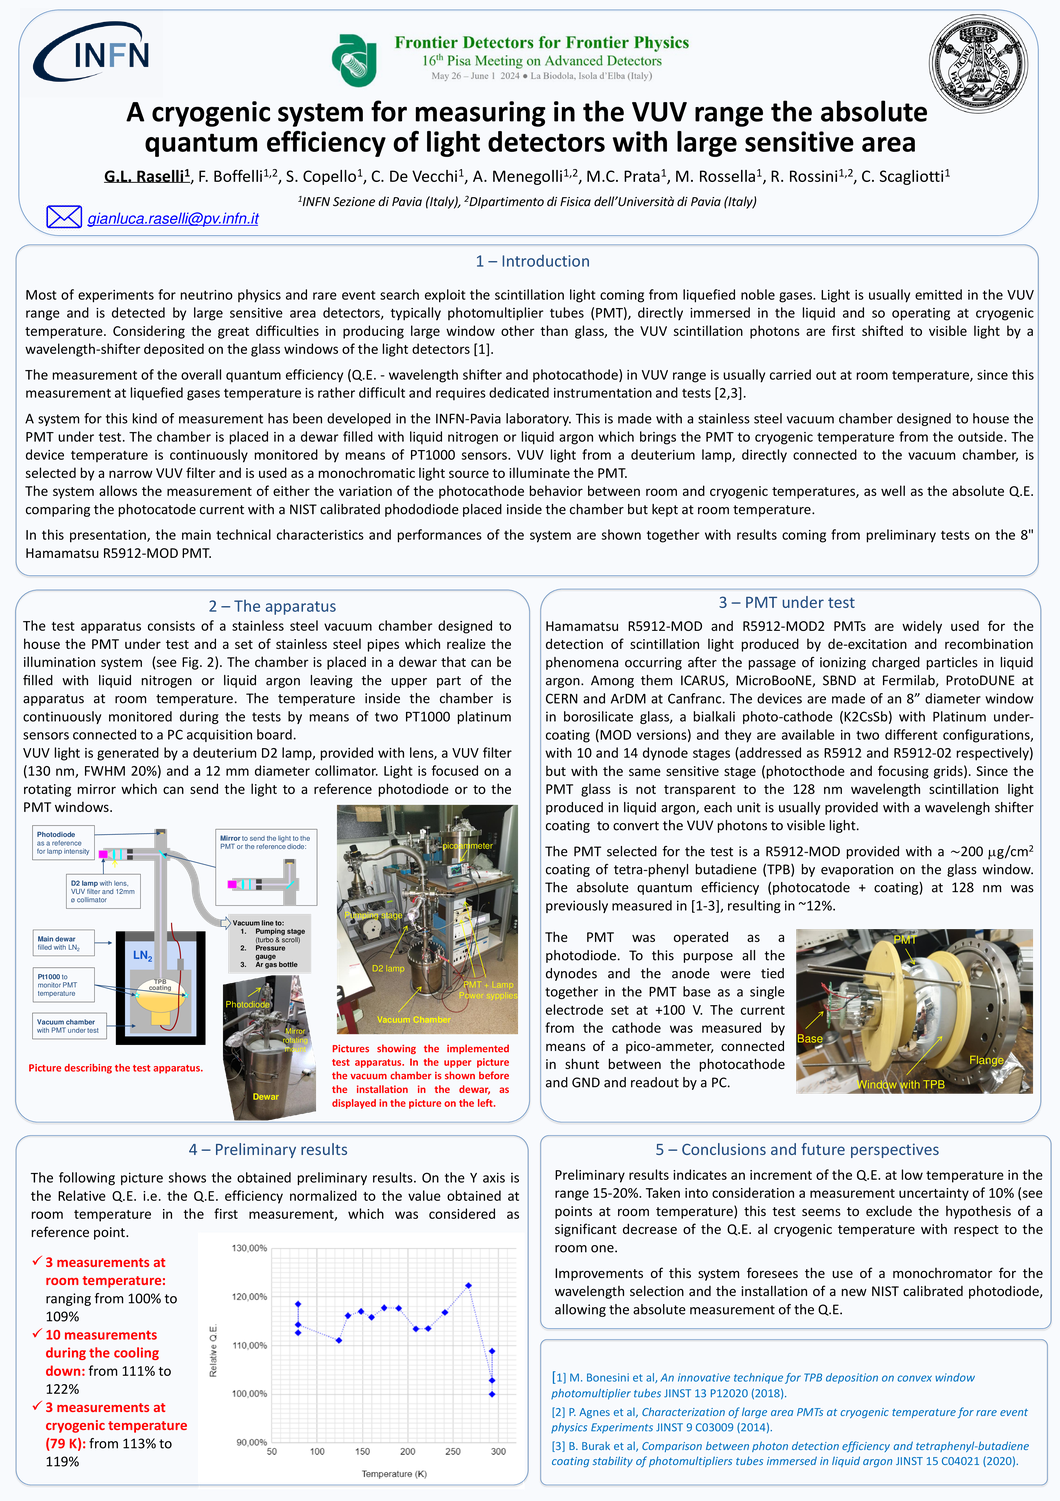 INFN
Frontier Detectors for Frontier Physics
16th Pisa Meeting on Advanced Detectors
May 26 – June 1 2024 ● La Biodola, Isola d'Elba (Italy)
A cryogenic system for measuring in the VUV range the absolute
quantum efficiency of light detectors with large sensitive area
G.L. Raselli1, F. Boffelli1,2, S. Copello1, C. De Vecchi1, A. Menegolli1,2, M.C. Prata1, M. Rossella1, R. Rossini1,2, C. Scagliotti1
1INFN Sezione di Pavia (Italy), 2DIpartimento di Fisica dell'Università di Pavia (Italy)
gianluca.raselli@pv.infn.it
1 – Introduction
Most of experiments for neutrino physics and rare event search exploit the scintillation light coming from liquefied noble gases. Light is usually emitted in the VUV
range and is detected by large sensitive area detectors, typically photomultiplier tubes (PMT), directly immersed in the liquid and so operating at cryogenic
temperature. Considering the great difficulties in producing large window other than glass, the VUV scintillation photons are first shifted to visible light by a
wavelength-shifter deposited on the glass windows of the light detectors [1].
The measurement of the overall quantum efficiency (Q.E. - wavelength shifter and photocathode) in VUV range is usually carried out at room temperature, since this
measurement at liquefied gases temperature is rather difficult and requires dedicated instrumentation and tests [2,3].
A system for this kind of measurement has been developed in the INFN-Pavia laboratory. This is made with a stainless steel vacuum chamber designed to house the
PMT under test. The chamber is placed in a dewar filled with liquid nitrogen or liquid argon which brings the PMT to cryogenic temperature from the outside. The
device temperature is continuously monitored by means of PT1000 sensors. VUV light from a deuterium lamp, directly connected to the vacuum chamber, is
selected by a narrow VUV filter and is used as a monochromatic light source to illuminate the PMT.
The system allows the measurement of either the variation of the photocathode behavior between room and cryogenic temperatures, as well as the absolute Q.E.
comparing the photocatode current with a NIST calibrated phododiode placed inside the chamber but kept at room temperature.
In this presentation, the main technical characteristics and performances of the system are shown together with results coming from preliminary tests on the 8"
Hamamatsu R5912-MOD PMT.
2 – The apparatus
The test apparatus consists of a stainless steel vacuum chamber designed to
house the PMT under test and a set of stainless steel pipes which realize the
illumination system (see Fig. 2). The chamber is placed in a dewar that can be
filled with liquid nitrogen or liquid argon leaving the upper part of the
apparatus at room temperature. The temperature inside the chamber is
continuously monitored during the tests by means of two PT1000 platinum
sensors connected to a PC acquisition board.
VUV light is generated by a deuterium D2 lamp, provided with lens, a VUV filter
(130 nm, FWHM 20%) and a 12 mm diameter collimator. Light is focused on a
rotating mirror which can send the light to a reference photodiode or to the
PMT windows.
Photodiode
as a reference
for lamp intensity
Mirror to send the light to the
PMT or the reference diode:
D2 lamp with lens,
VUV filter and 12mm
ø collimator
Vacuum line to:
1. Pumping stage
(turbo & scroll)
2. Pressure
gauge
3. Ar gas bottle
Main dewar
filled with LN2
LN2
Pt1000 to
monitor PMT
temperature
TPB
coating
Vacuum chamber
with PMT under test
Picture describing the test apparatus.
Photodiode
Mirror
rotating
Dewar
picoammeter
Pumping stage
D2 lamp
PMT + Lamp
Power sypplies
Vacuum Chamber
Pictures showing the implemented
test apparatus. In the upper picture
the vacuum chamber is shown before
the installation in the dewar, as
displayed in the picture on the left.
3 – PMT under test
Hamamatsu R5912-MOD and R5912-MOD2 PMTs are widely used for the
detection of scintillation light produced by de-excitation and recombination
phenomena occurring after the passage of ionizing charged particles in liquid
argon. Among them ICARUS, MicroBooNE, SBND at Fermilab, ProtoDUNE at
CERN and ArDM at Canfranc. The devices are made of an 8” diameter window
in borosilicate glass, a bialkali photo-cathode (K2CsSb) with Platinum under-
coating (MOD versions) and they are available in two different configurations,
with 10 and 14 dynode stages (addressed as R5912 and R5912-02 respectively)
but with the same sensitive stage (photocthode and focusing grids). Since the
PMT glass is not transparent to the 128 nm wavelength scintillation light
produced in liquid argon, each unit is usually provided with a wavelengh shifter
coating to convert the VUV photons to visible light.
The PMT selected for the test is a R5912-MOD provided with a ~200 μg/cm2
coating of tetra-phenyl butadiene (TPB) by evaporation on the glass window.
The absolute quantum efficiency (photocatode + coating) at 128 nm was
previously measured in [1-3], resulting in ~12%.
The PMT was operated as a
photodiode. To this purpose all the
dynodes and the anode were tied
together in the PMT base as a single
electrode set at +100 V. The current
from the cathode was measured by
means of a pico-ammeter, connected
in shunt between the photocathode
and GND and readout by a PC.
PMT
Base
Flange
Window with TPB
4 – Preliminary results
The following picture shows the obtained preliminary results. On the Y axis is
the Relative Q.E. i.e. the Q.E. efficiency normalized to the value obtained at
room temperature in the first measurement, which was considered as
reference point.
✓ 3 measurements at
room temperature:
ranging from 100% to
109%
✓ 10 measurements
during the cooling
down: from 111% to
122%
✓ 3 measurements at
cryogenic temperature
(79 K): from 113% to
119%
130,00%
120,00%
110,00%
100,00%
90,00%
Relative Q.E.
50 100 150 200 250 300
Temperature (K)
5 – Conclusions and future perspectives
Preliminary results indicates an increment of the Q.E. at low temperature in the
range 15-20%. Taken into consideration a measurement uncertainty of 10% (see
points at room temperature) this test seems to exclude the hypothesis of a
significant decrease of the Q.E. al cryogenic temperature with respect to the
room one.
Improvements of this system foresees the use of a monochromator for the
wavelength selection and the installation of a new NIST calibrated photodiode,
allowing the absolute measurement of the Q.E.
[1] M. Bonesini et al, An innovative technique for TPB deposition on convex window
photomultiplier tubes JINST 13 P12020 (2018).
[2] P. Agnes et al, Characterization of large area PMTs at cryogenic temperature for rare event
physics Experiments JINST 9 C03009 (2014).
[3] B. Burak et al, Comparison between photon detection efficiency and tetraphenyl-butadiene
coating stability of photomultipliers tubes immersed in liquid argon JINST 15 C04021 (2020).